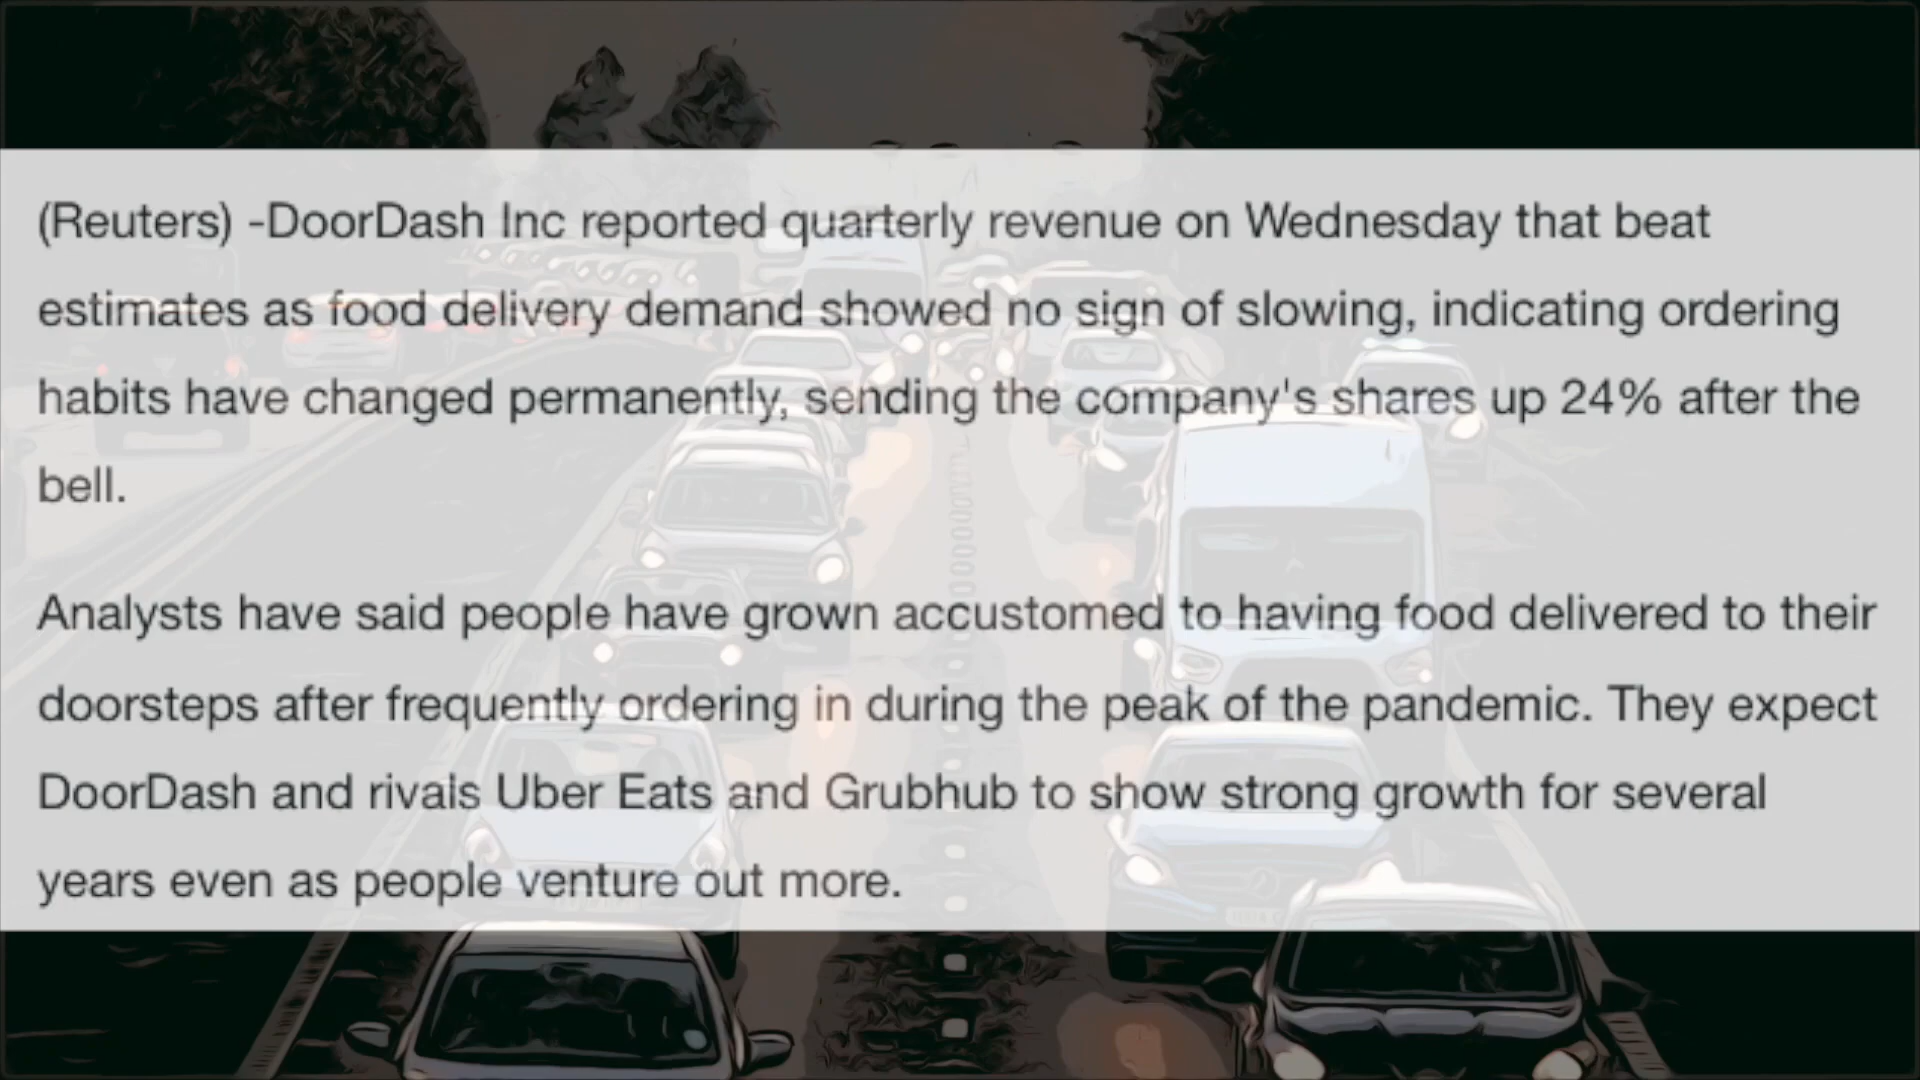 (Reuters) -DoorDash Inc reported quarterly revenue on Wednesday that beat
estimates as food delivery demand showed no sign of slowing, indicating ordering
habits have changed permanently, sending the company's shares up 24% after the
bell.
Analysts have said people have grown accustomed to having food delivered to their
doorsteps after frequently ordering in during the peak of the pandemic. They expect
DoorDash and rivals Uber Eats and Grubhub to show strong growth for several
years even as people venture out more.